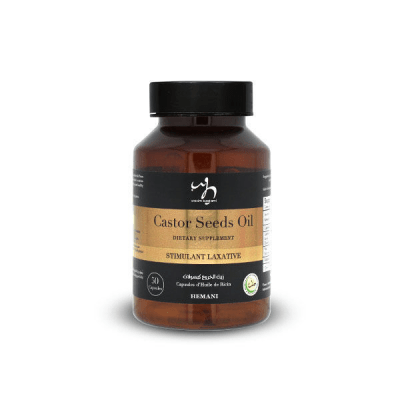 Castor Seeds Oil
DIETARY SUPPLEMENT
STIMULANT LAXATIVE
زيت الخروع كبسولات
Capsules d'Huile de Ricin
50
Capsules
HEMANI